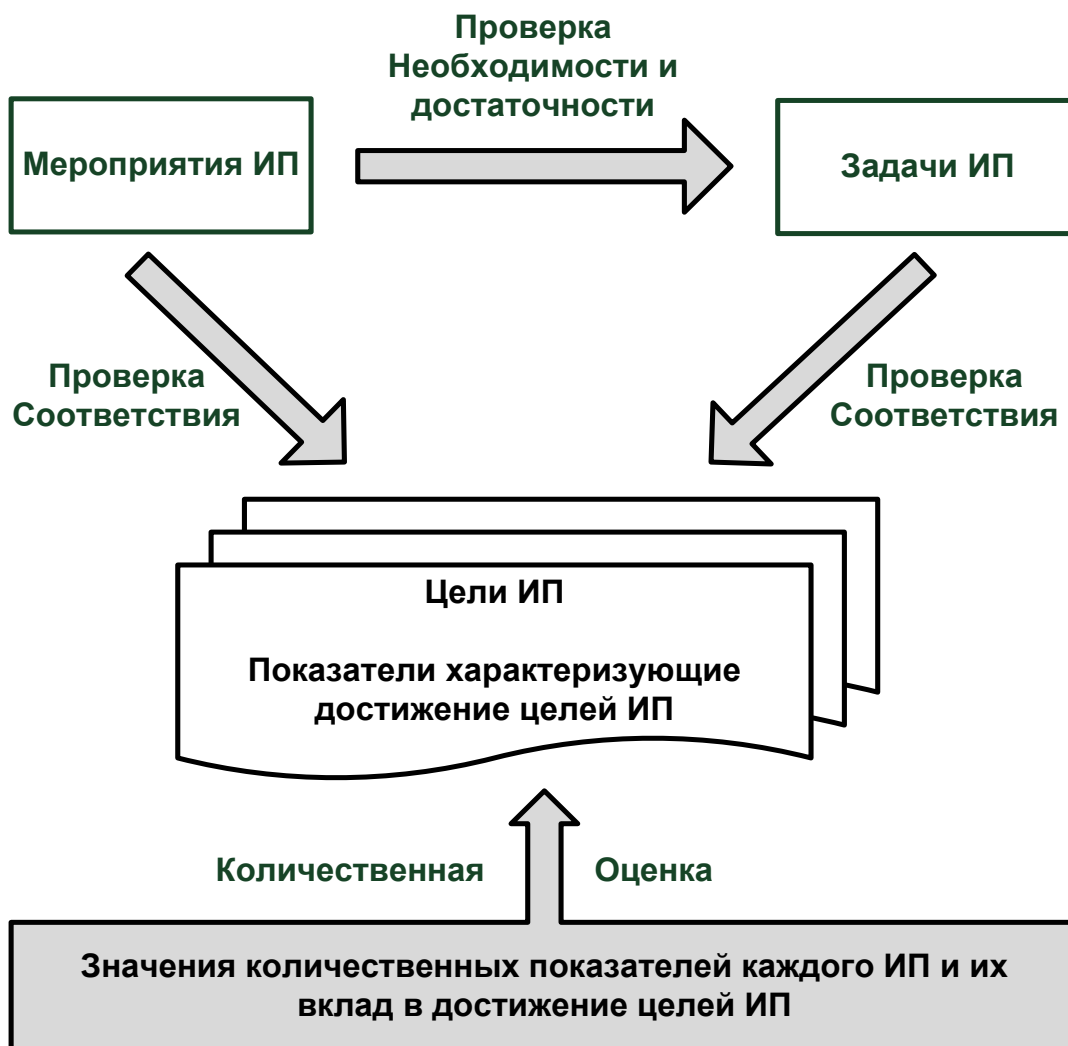 Проверка
Необходимости и
достаточности
Мероприятия ИП
Задачи ИП
Проверка
Соответствия
Проверка
Соответствия
Цели ИП
Показатели характеризующие
достижение целей ИП
Количественная Оценка
Значения количественных показателей каждого ИП и их
вклад в достижение целей ИП